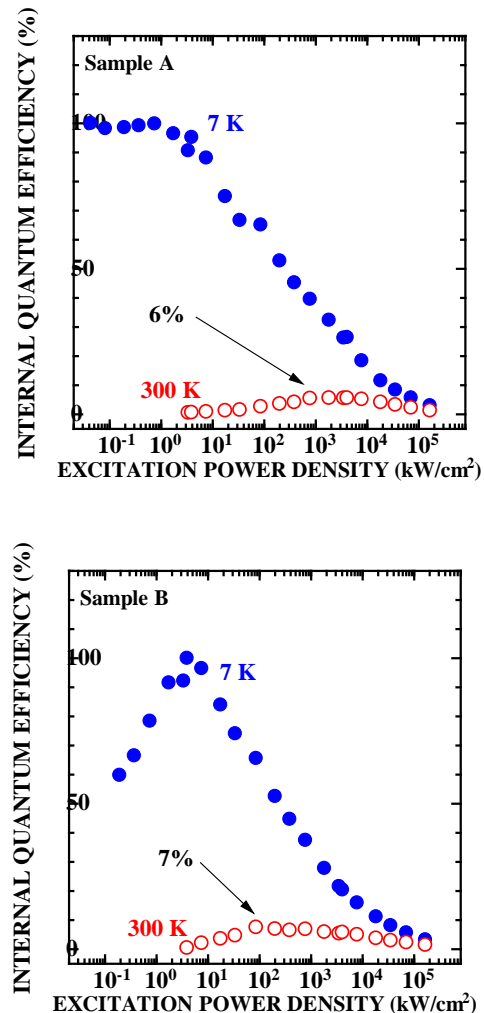 Sample A
100
7 K
50
6%
300 K
0
INTERNAL QUANTUM EFFICIENCY (%)
10-1 100 101 102 103 104 105
EXCITATION POWER DENSITY (kW/cm2)
Sample B
100
7 K
50
7%
300 K
0
INTERNAL QUANTUM EFFICIENCY (%)
10-1 100 101 102 103 104 105
EXCITATION POWER DENSITY (kW/cm2)